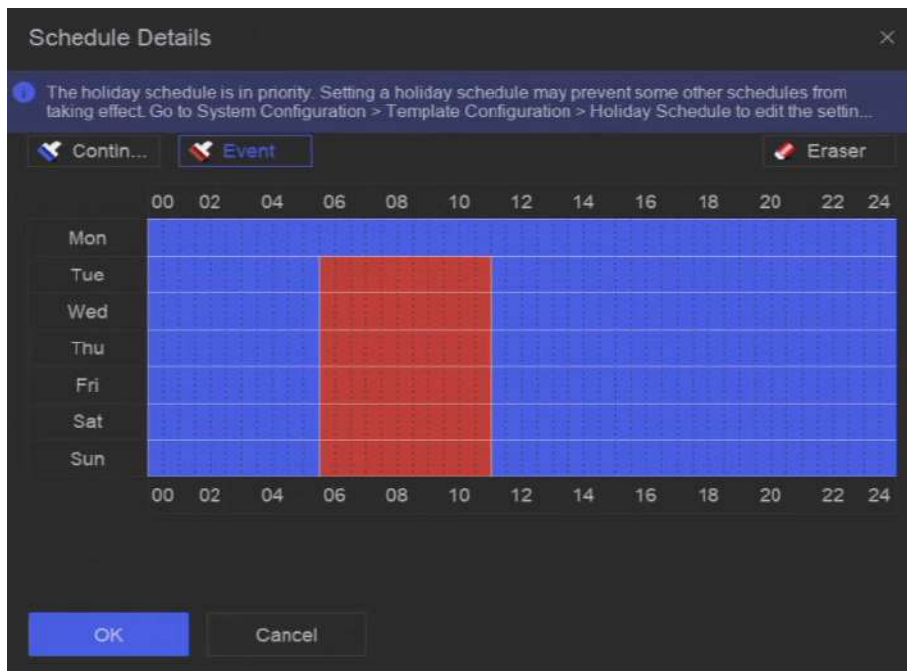 Schedule Details
The holiday schedule is in priority. Setting a holiday schedule may prevent some other schedules from
taking effect. Go to System Configuration > Template Configuration > Holiday Schedule to edit the settin...
Contin... Event Eraser
00 02 04 06 08 10 12 14 16 18 20 22 24
Mon
Tue
Wed
Thu
Fri
Sat
Sun
00 02 04 06 08 10 12 14 16 18 20 22 24
OK Cancel